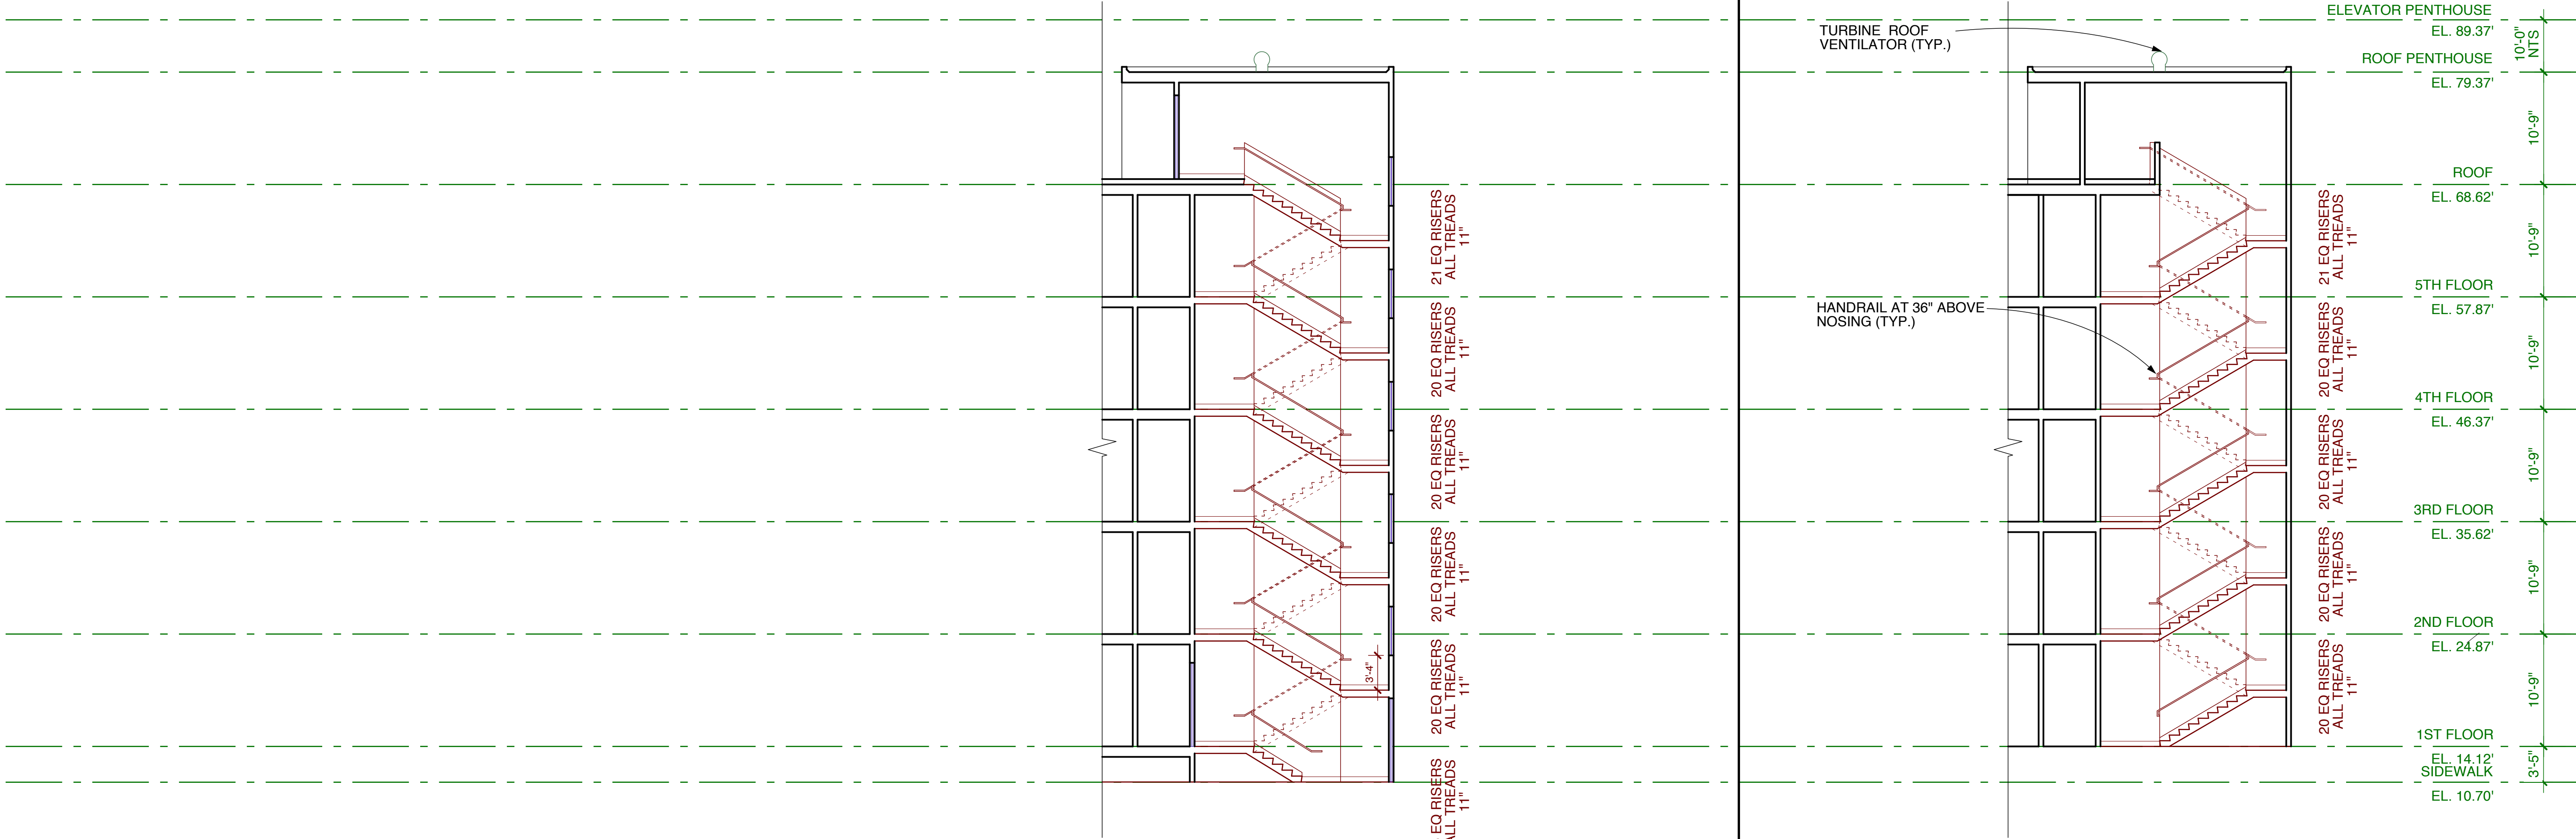 ELEVATOR PENTHOUSE
EL. 89.37'
10'-0"
NTS
TURBINE ROOF
VENTILATOR (TYP.)
ROOF PENTHOUSE
EL. 79.37'
10'-9"
ROOF
EL. 68.62'
21 EQ RISERS
ALL TREADS
11"
21 EQ RISERS
ALL TREADS
11"
10'-9"
5TH FLOOR
EL. 57.87'
HANDRAIL AT 36" ABOVE
NOSING (TYP.)
20 EQ RISERS
ALL TREADS
11"
20 EQ RISERS
ALL TREADS
11"
10'-9"
4TH FLOOR
EL. 46.37'
20 EQ RISERS
ALL TREADS
11"
20 EQ RISERS
ALL TREADS
11"
10'-9"
3RD FLOOR
EL. 35.62'
20 EQ RISERS
ALL TREADS
11"
20 EQ RISERS
ALL TREADS
11"
10'-9"
2ND FLOOR
EL. 24.87'
3'-4"
20 EQ RISERS
ALL TREADS
11"
20 EQ RISERS
ALL TREADS
11"
10'-9"
1ST FLOOR
EL. 14.12'
SIDEWALK
EL. 10.70'
3'-5"
EQ RISERS
ALL TREADS
11"